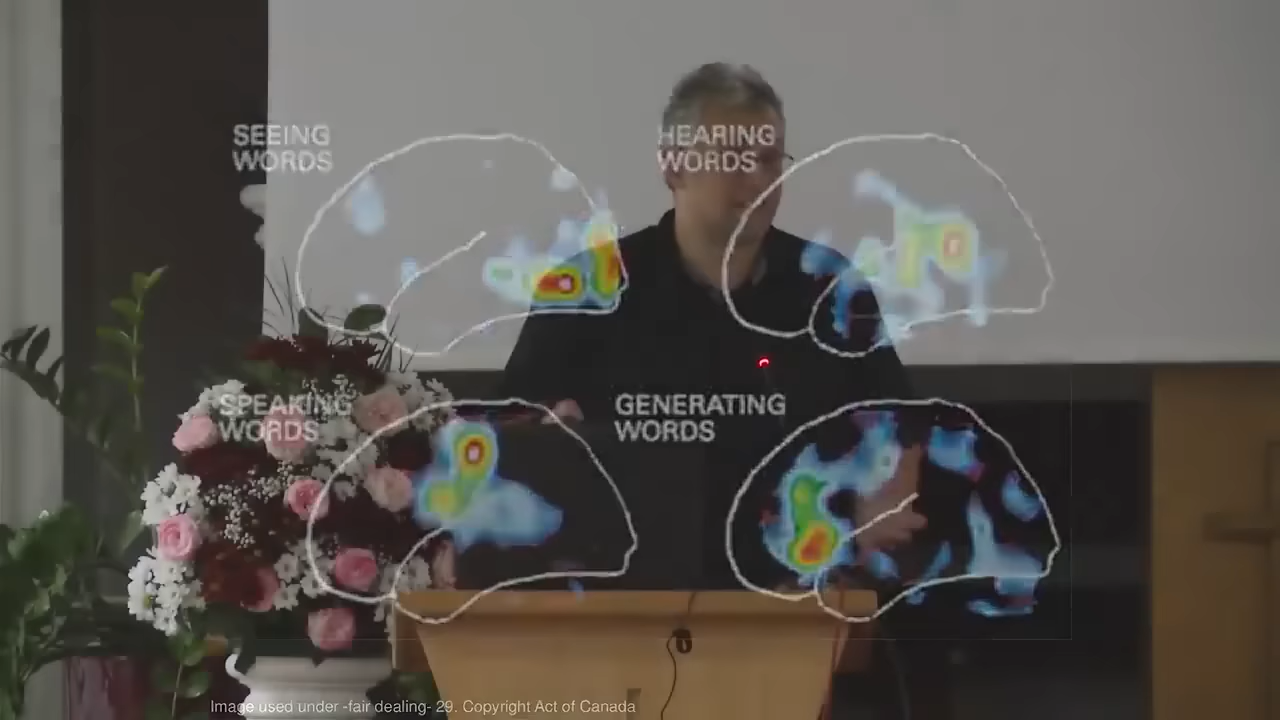 SEEING
WORDS
HEARING
WORDS
SPEAKING
WORDS
GENERATING
WORDS
Image used under -fair dealing- 29. Copyright Act of Canada